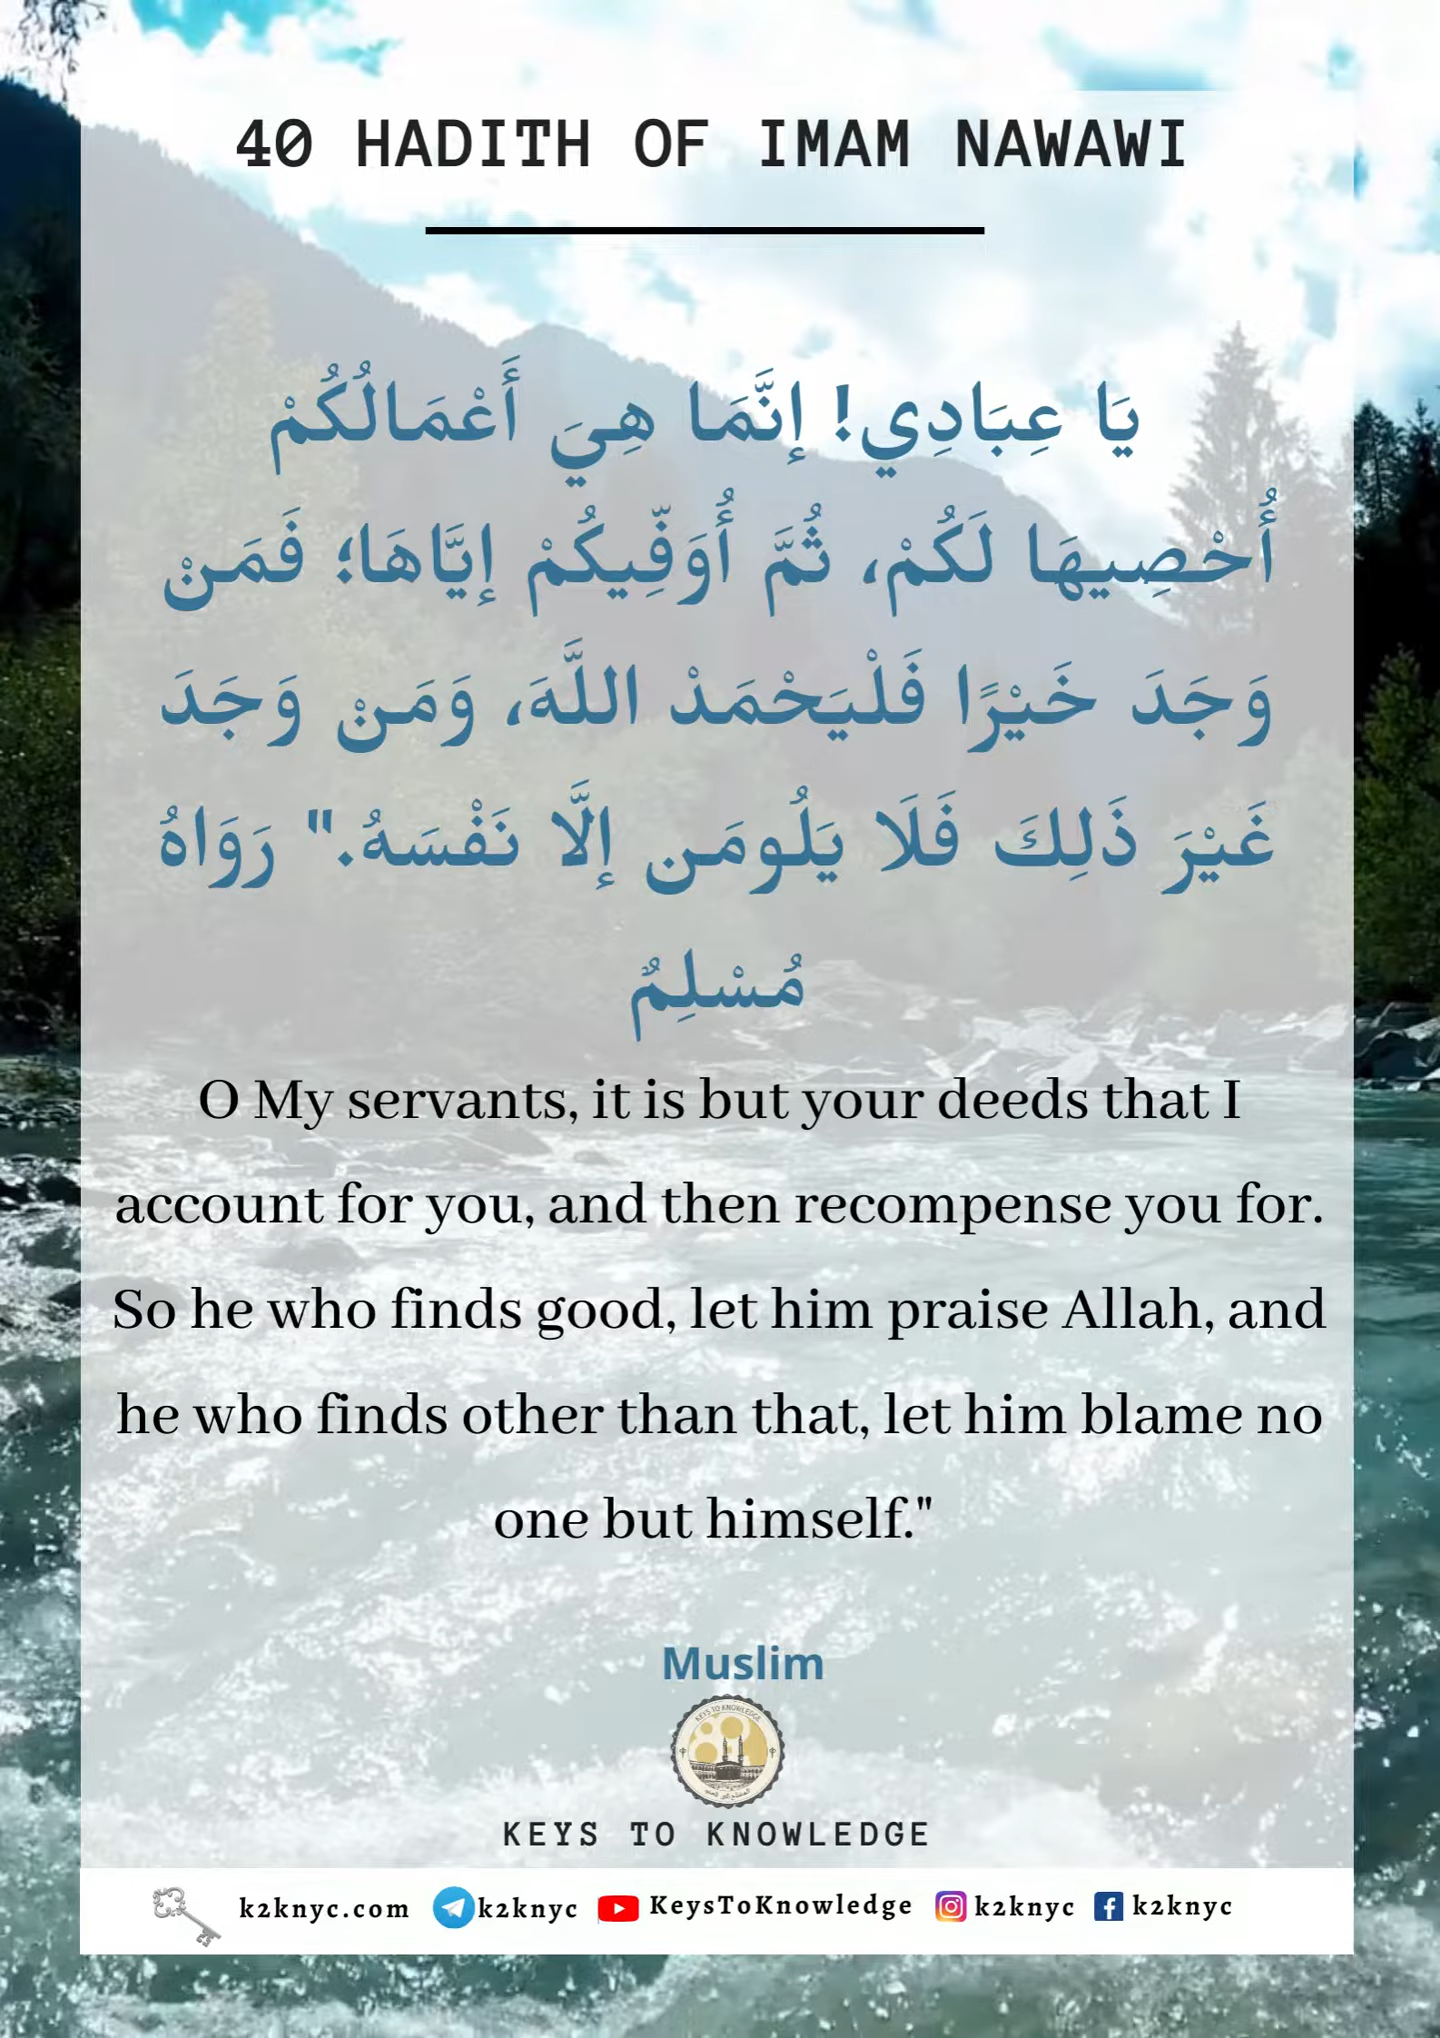 40 HADITH OF IMAM NAWAWI
يَا عِبَادِي! إنَّمَا هِيَ أَعْمَالُكُمْ
أُحْصِيهَا لَكُمْ، ثُمَّ أُوَفِّيكُمْ إيَّاهَا؛ فَمَنْ
وَجَدَ خَيْرًا فَلْيَحْمَدْ اللَّهَ، وَمَنْ وَجَدَ
غَيْرَ ذَلِكَ فَلَا يَلُومَن إلَّا نَفْسَهُ." رَوَاهُ
مُسْلِمٌ
O My servants, it is but your deeds that I
account for you, and then recompense you for.
So he who finds good, let him praise Allah, and
he who finds other than that, let him blame no
one but himself."
Muslim
KEYS TO KNOWLEDGE
KEYS TO KNOWLEDGE
k2knyc.com k2knyc KeysToKnowledge k2knyc k2knyc